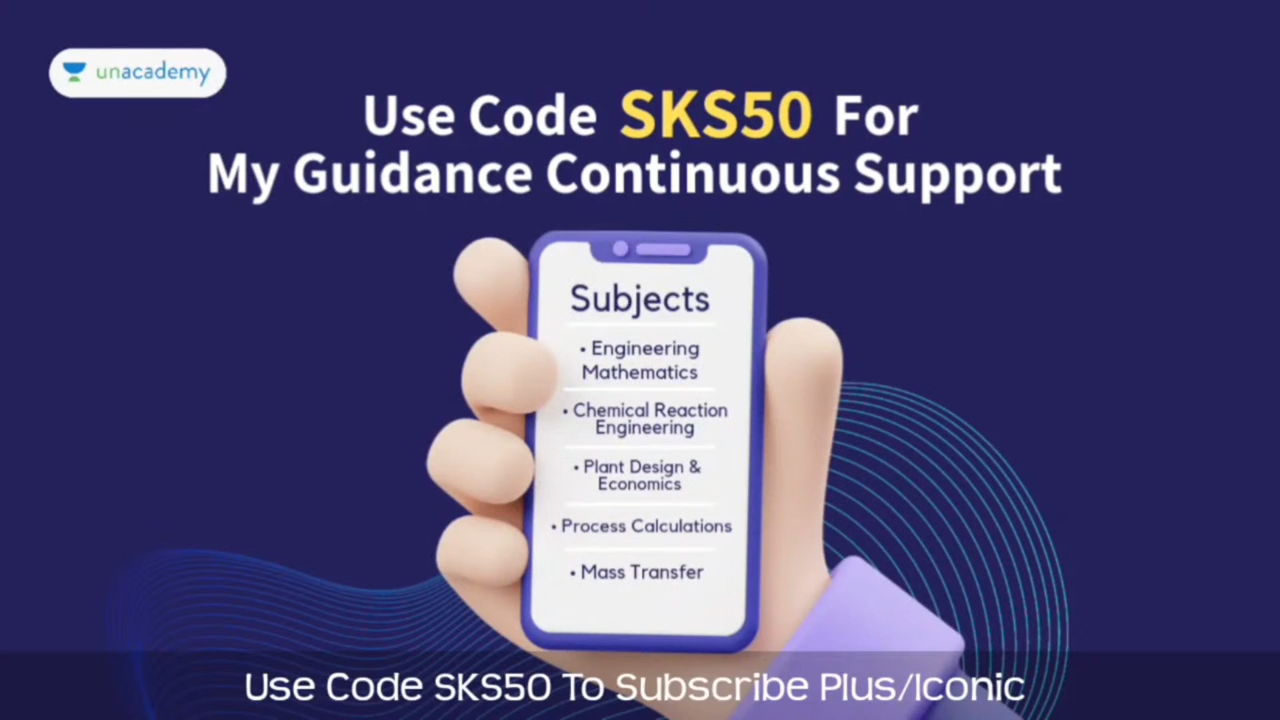 unacademy
Use Code SKS50 For
My Guidance Continuous Support
Subjects
• Engineering
Mathematics
• Chemical Reaction
Engineering
• Plant Design &
Economics
• Process Calculations
• Mass Transfer
Use Code SKS50 To Subscribe Plus/Iconic